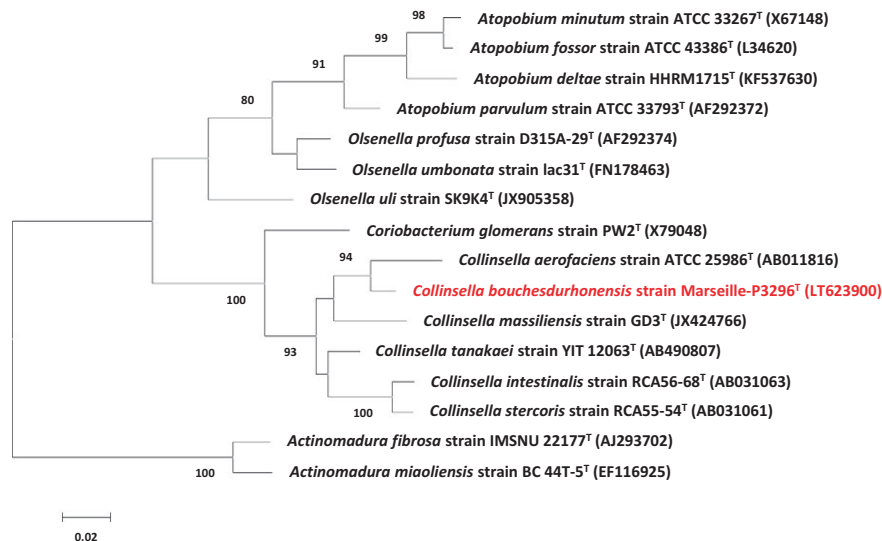 98
Atopobium minutum strain ATCC 33267ᵀ (X67148)
99
Atopobium fossor strain ATCC 43386ᵀ (L34620)
91
Atopobium deltae strain HHRM1715ᵀ (KF537630)
80
Atopobium parvulum strain ATCC 33793ᵀ (AF292372)
Olsenella profusa strain D315A-29ᵀ (AF292374)
Olsenella umbonata strain lac31ᵀ (FN178463)
Olsenella uli strain SK9K4ᵀ (JX905358)
Coriobacterium glomerans strain PW2ᵀ (X79048)
94
Collinsella aerofaciens strain ATCC 25986ᵀ (AB011816)
100
Collinsella bouchesdurhonensis strain Marseille-P3296ᵀ (LT623900)
Collinsella massiliensis strain GD3ᵀ (JX424766)
93
Collinsella tanakaei strain YIT 12063ᵀ (AB490807)
Collinsella intestinalis strain RCA56-68ᵀ (AB031063)
100
Collinsella stercoris strain RCA55-54ᵀ (AB031061)
Actinomadura fibrosa strain IMSNU 22177ᵀ (AJ293702)
100
Actinomadura miaoliensis strain BC 44T-5ᵀ (EF116925)
0.02